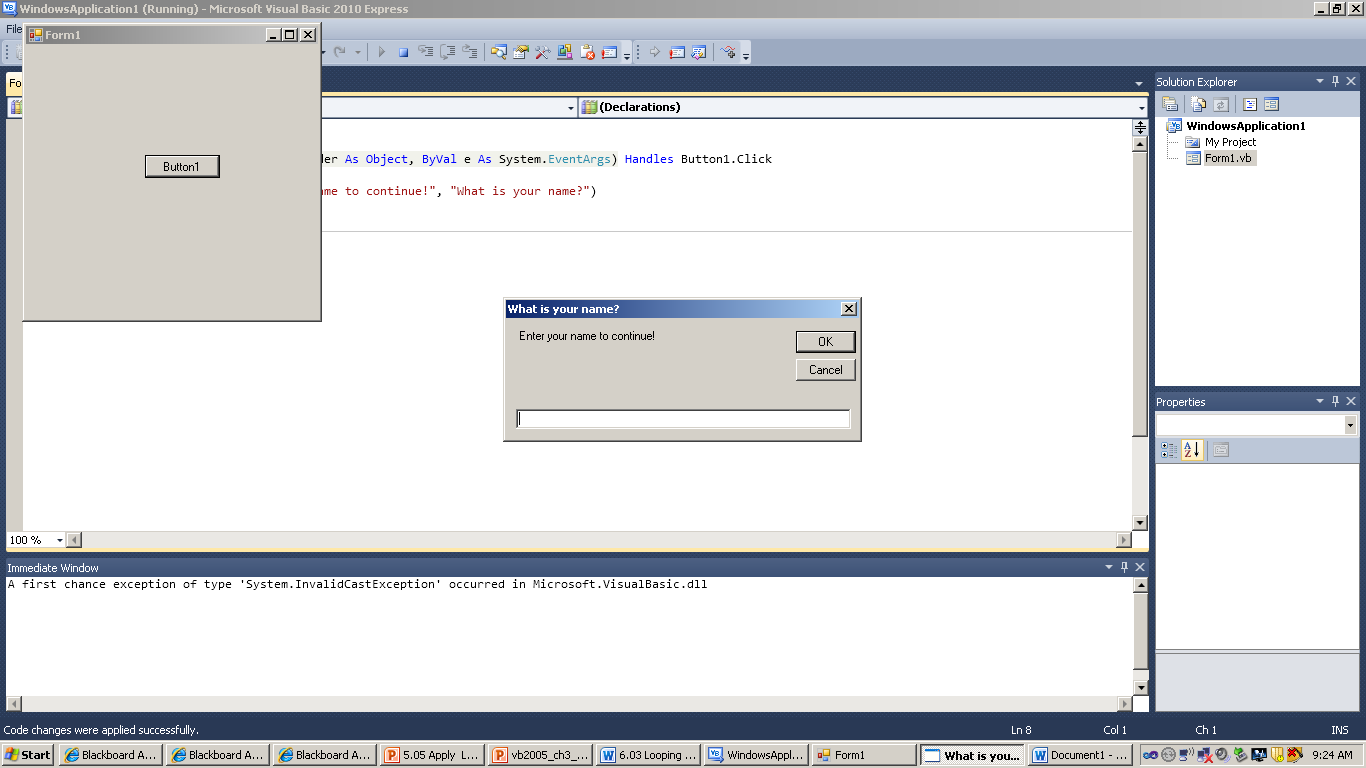 WindowsApplication1 (Running) - Microsoft Visual Basic 2010 Express
File
Form1
Button1
Fo
(Declarations)
der As Object, ByVal e As System.EventArgs) Handles Button1.Click
me to continue!", "What is your name?")
What is your name?
Enter your name to continue!
OK
Cancel
Solution Explorer
WindowsApplication1
My Project
Form1.vb
Properties
100 %
Immediate Window
A first chance exception of type 'System.InvalidCastException' occurred in Microsoft.VisualBasic.dll
Code changes were applied successfully.
Ln 8
Col 1
Ch 1
INS
Start
Blackboard A...
Blackboard A...
Blackboard A...
5.05 Apply L...
vb2005_ch3_...
6.03 Looping ...
WindowsAppl...
Form1
What is you...
Document1 - ...
9:24 AM